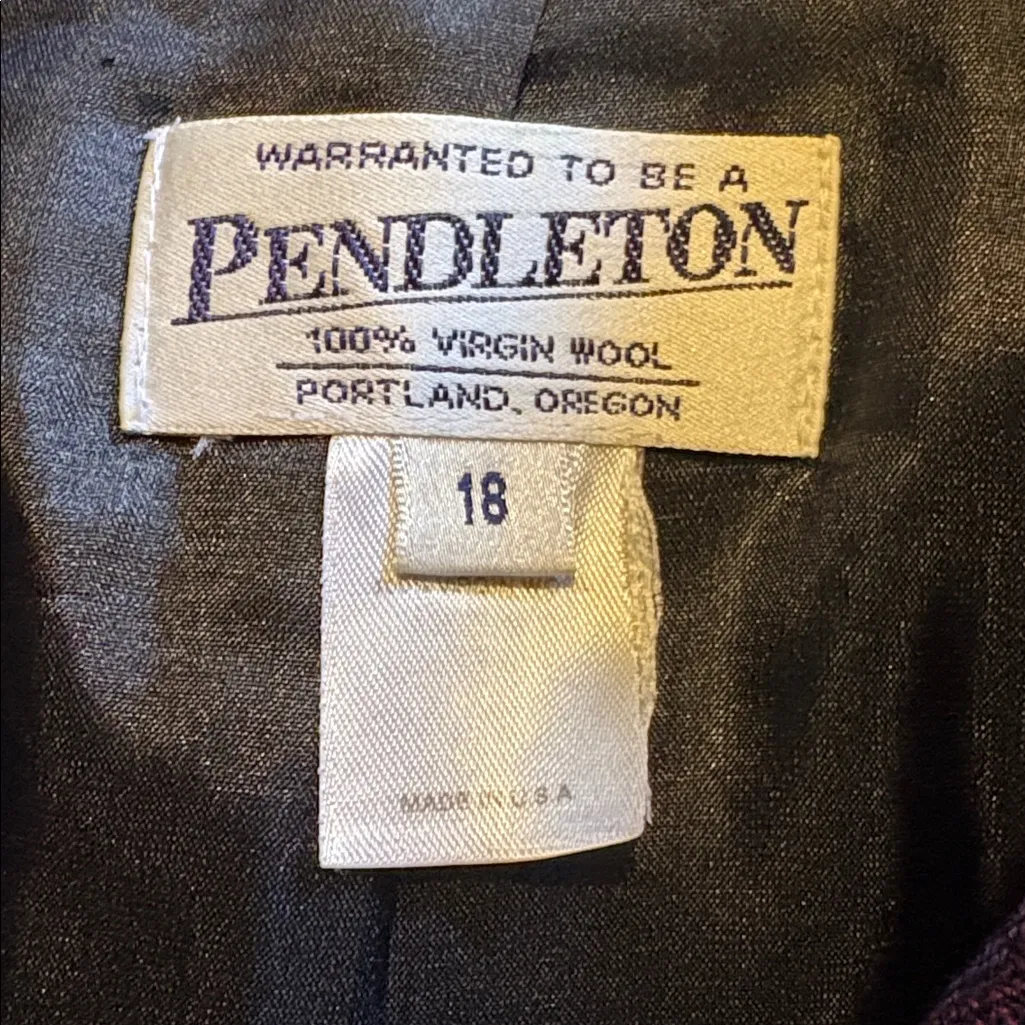 WARRANTED TO BE A
PENDLETON
100% VIRGIN WOOL
PORTLAND, OREGON
18
MADE IN U S A